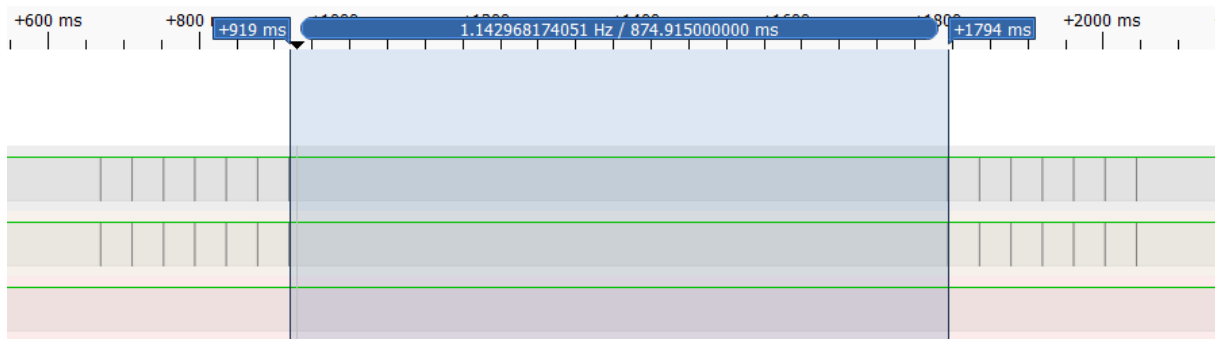 +600 ms
+800
+919 ms
1.142968174051 Hz / 874.915000000 ms
+1794 ms
+2000 ms